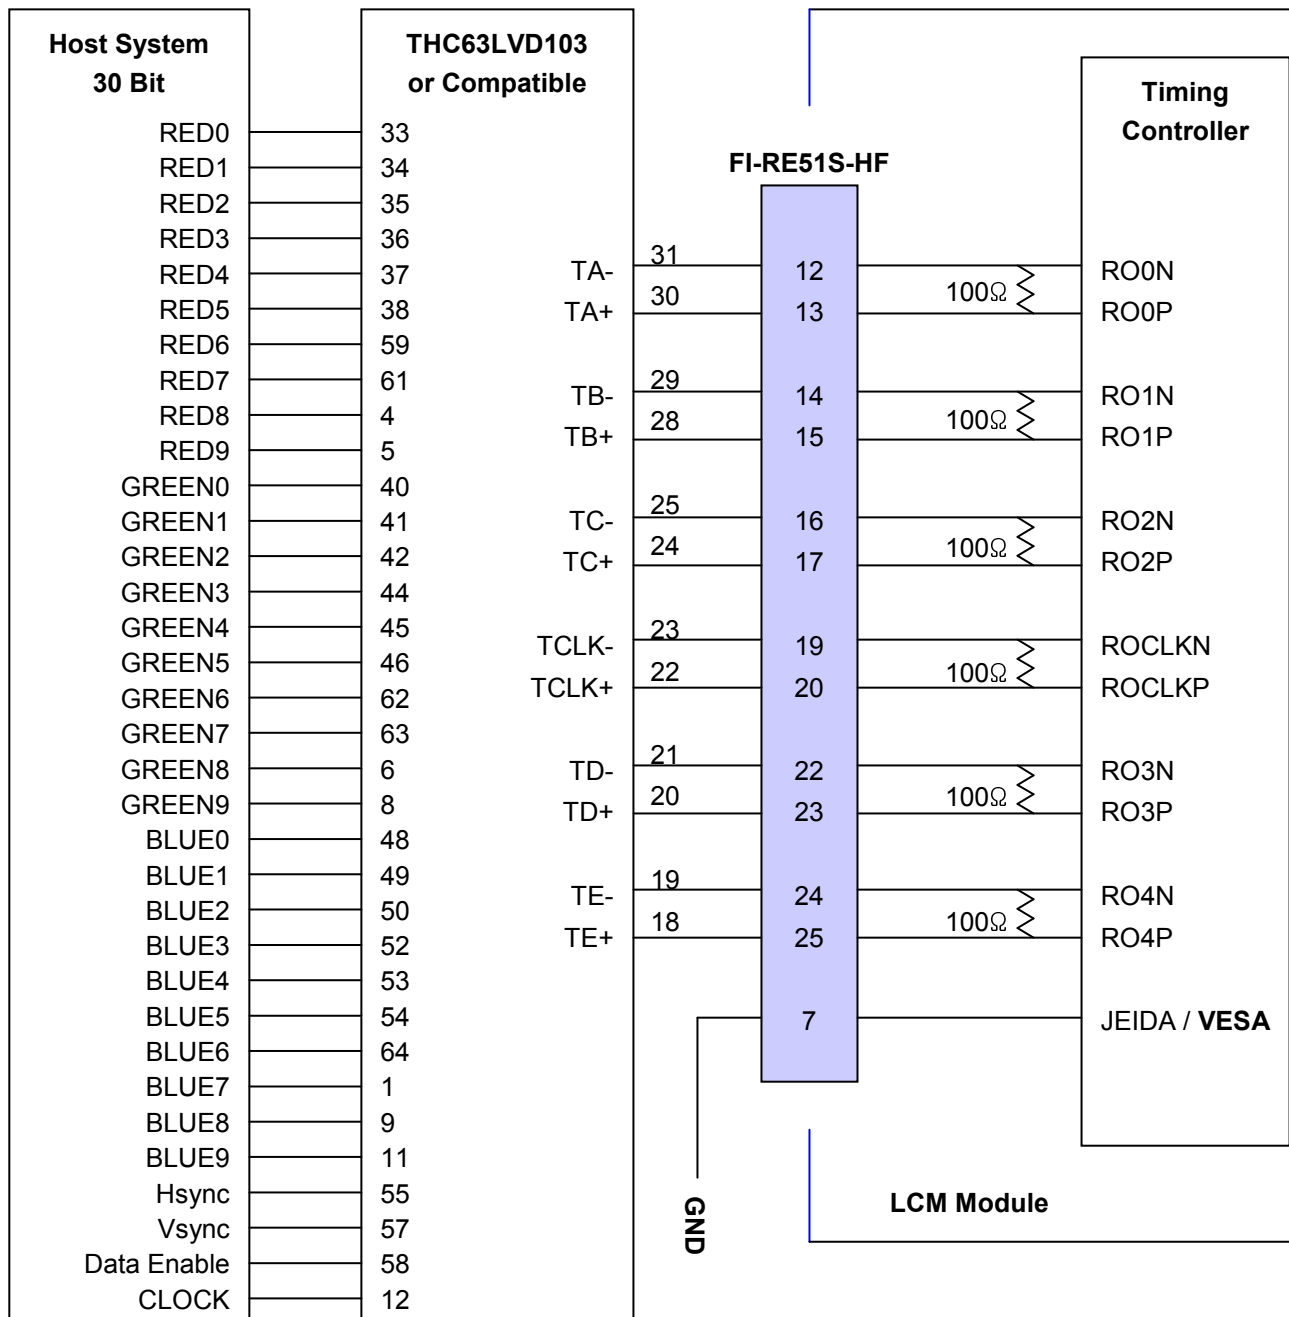 Host System
30 Bit
THC63LVD103
or Compatible
Timing
Controller
FI-RE51S-HF
RED0 33
RED1 34
RED2 35
RED3 36
RED4 37
RED5 38
RED6 59
RED7 61
RED8 4
RED9 5
GREEN0 40
GREEN1 41
GREEN2 42
GREEN3 44
GREEN4 45
GREEN5 46
GREEN6 62
GREEN7 63
GREEN8 6
GREEN9 8
BLUE0 48
BLUE1 49
BLUE2 50
BLUE3 52
BLUE4 53
BLUE5 54
BLUE6 64
BLUE7 1
BLUE8 9
BLUE9 11
Hsync 55
Vsync 57
Data Enable 58
CLOCK 12
TA- 31 12 RO0N
100Ω
TA+ 30 13 RO0P
TB- 29 14 RO1N
100Ω
TB+ 28 15 RO1P
TC- 25 16 RO2N
100Ω
TC+ 24 17 RO2P
TCLK- 23 19 ROCLKN
100Ω
TCLK+ 22 20 ROCLKP
TD- 21 22 RO3N
100Ω
TD+ 20 23 RO3P
TE- 19 24 RO4N
100Ω
TE+ 18 25 RO4P
7 JEIDA / VESA
GND
LCM Module